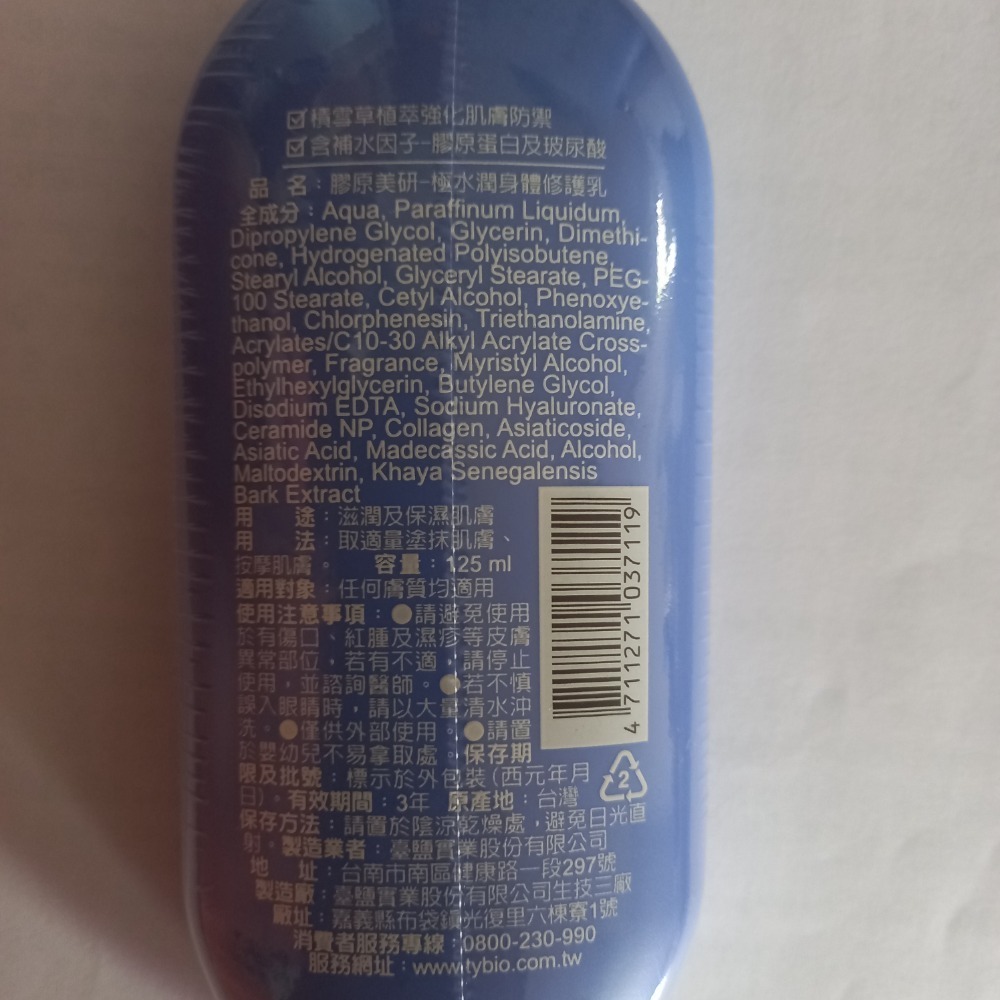 ☑積雪草植萃強化肌膚防禦
☑含補水因子-膠原蛋白及玻尿酸
品 名：膠原美研-極水潤身體修護乳
全成分：Aqua, Paraffinum Liquidum,
Dipropylene Glycol, Glycerin, Dimethi-
cone, Hydrogenated Polyisobutene,
Stearyl Alcohol, Glyceryl Stearate, PEG-
100 Stearate, Cetyl Alcohol, Phenoxye-
thanol, Chlorphenesin, Triethanolamine,
Acrylates/C10-30 Alkyl Acrylate Cross-
polymer, Fragrance, Myristyl Alcohol,
Ethylhexylglycerin, Butylene Glycol,
Disodium EDTA, Sodium Hyaluronate,
Ceramide NP, Collagen, Asiaticoside,
Asiatic Acid, Madecassic Acid, Alcohol,
Maltodextrin, Khaya Senegalensis
Bark Extract
用 途：滋潤及保濕肌膚
用 法：取適量塗抹肌膚、
按摩肌膚。 容量：125 ml
適用對象：任何膚質均適用
使用注意事項：●請避免使用
於有傷口、紅腫及濕疹等皮膚
異常部位，若有不適，請停止
使用，並諮詢醫師。●若不慎
誤入眼睛時，請以大量清水沖
洗。●僅供外部使用。●請置
於嬰幼兒不易拿取處。保存期
限及批號：標示於外包裝(西元年月
日)。有效期間：3年 原產地：台灣
保存方法：請置於陰涼乾燥處，避免日光直
射。製造業者：臺鹽實業股份有限公司
地 址：台南市南區健康路一段297號
製造廠：臺鹽實業股份有限公司生技三廠
廠址：嘉義縣布袋鎮光復里六棟寮1號
消費者服務專線：0800-230-990
服務網址：www.tybio.com.tw
4 711271 037119
2